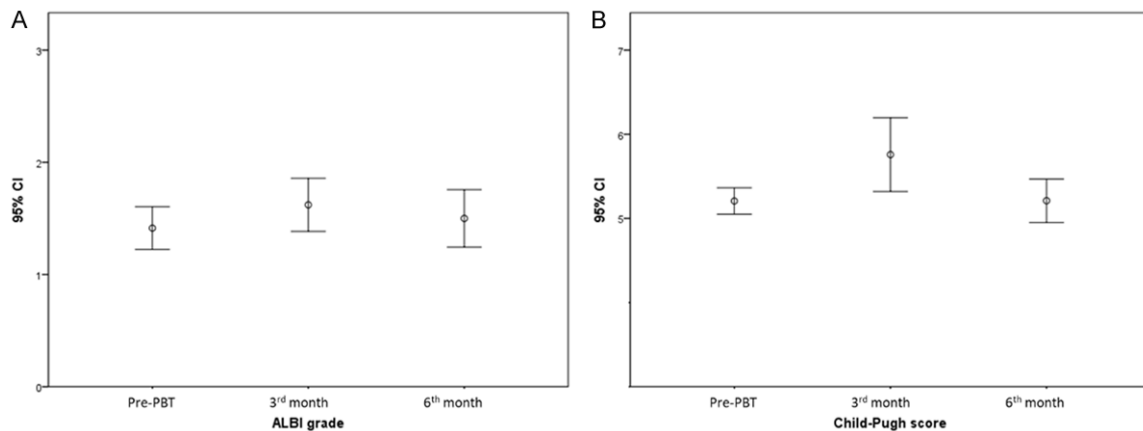 A
3
2
1
0
95% CI
Pre-PBT
3rd month
6th month
ALBI grade
B
7
6
5
95% CI
Pre-PBT
3rd month
6th month
Child-Pugh score